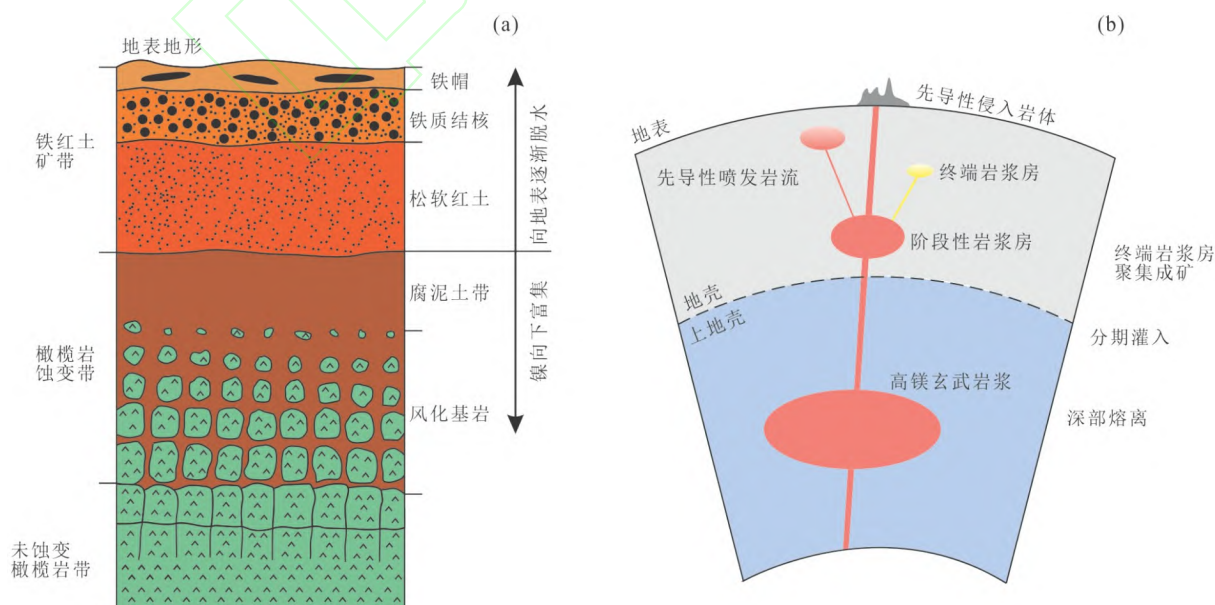 (a)
地表地形
铁帽
铁质结核
铁红土
矿带
松软红土
向地表逐渐脱水
腐泥土带
镍向下富集
橄榄岩
蚀变带
风化基岩
未蚀变
橄榄岩带
(b)
先导性侵入岩体
地表
先导性喷发岩流
终端岩浆房
阶段性岩浆房
终端岩浆房
聚集成矿
地壳
上地壳
分期灌入
高镁玄武岩浆
深部熔离